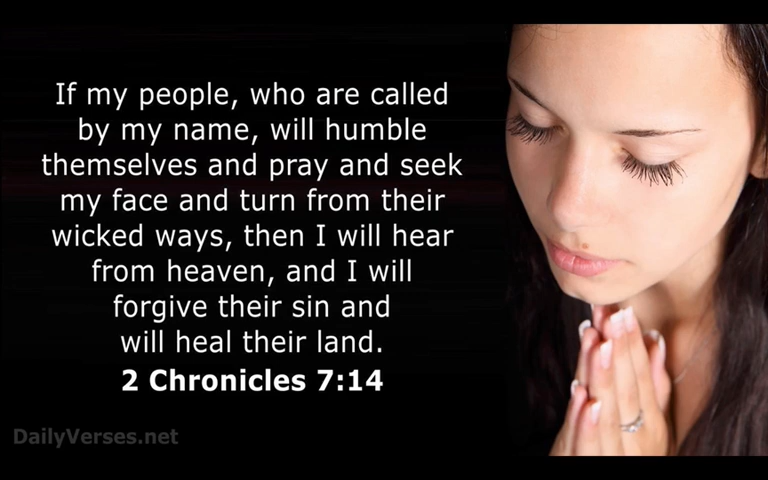 If my people, who are called
by my name, will humble
themselves and pray and seek
my face and turn from their
wicked ways, then I will hear
from heaven, and I will
forgive their sin and
will heal their land.
2 Chronicles 7:14
DailyVerses.net